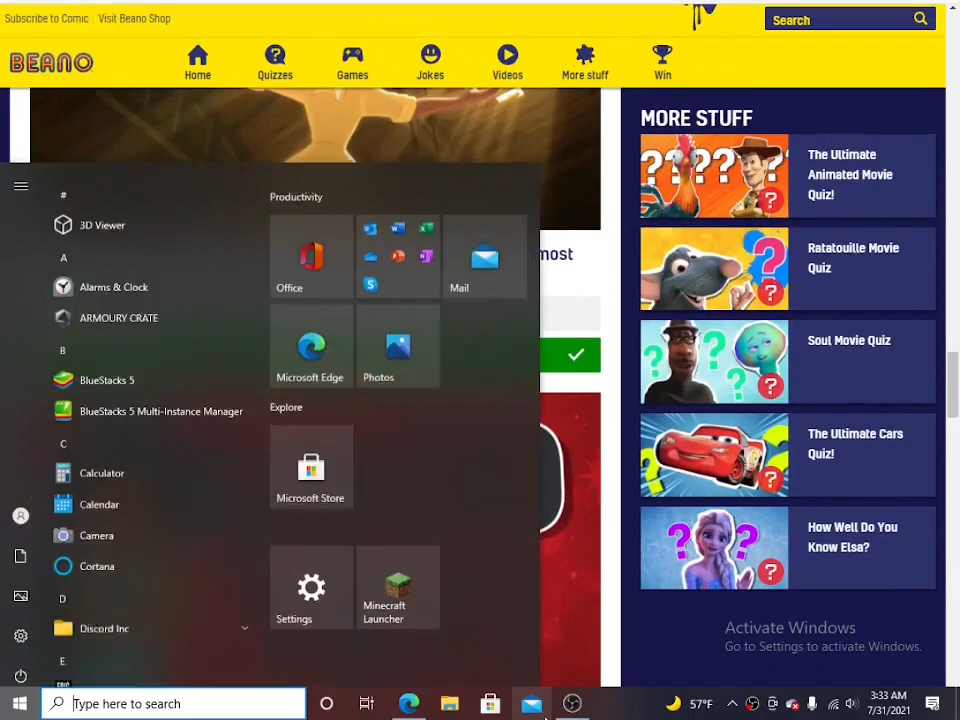 Subscribe to Comic
Visit Beano Shop
Search
BEANO
Home
Quizzes
Games
Jokes
Videos
More stuff
Win
MORE STUFF
The Ultimate
Animated Movie
Quiz!
Ratatouille Movie
Quiz
Soul Movie Quiz
The Ultimate Cars
Quiz!
How Well Do You
Know Elsa?
most
#
3D Viewer
A
Alarms & Clock
ARMOURY CRATE
B
BlueStacks 5
BlueStacks 5 Multi-Instance Manager
C
Calculator
Calendar
Camera
Cortana
D
Discord Inc
E
Productivity
Office
Mail
Microsoft Edge
Photos
Explore
Microsoft Store
Settings
Minecraft
Launcher
Activate Windows
Go to Settings to activate Windows.
Type here to search
57°F
3:33 AM
7/31/2021